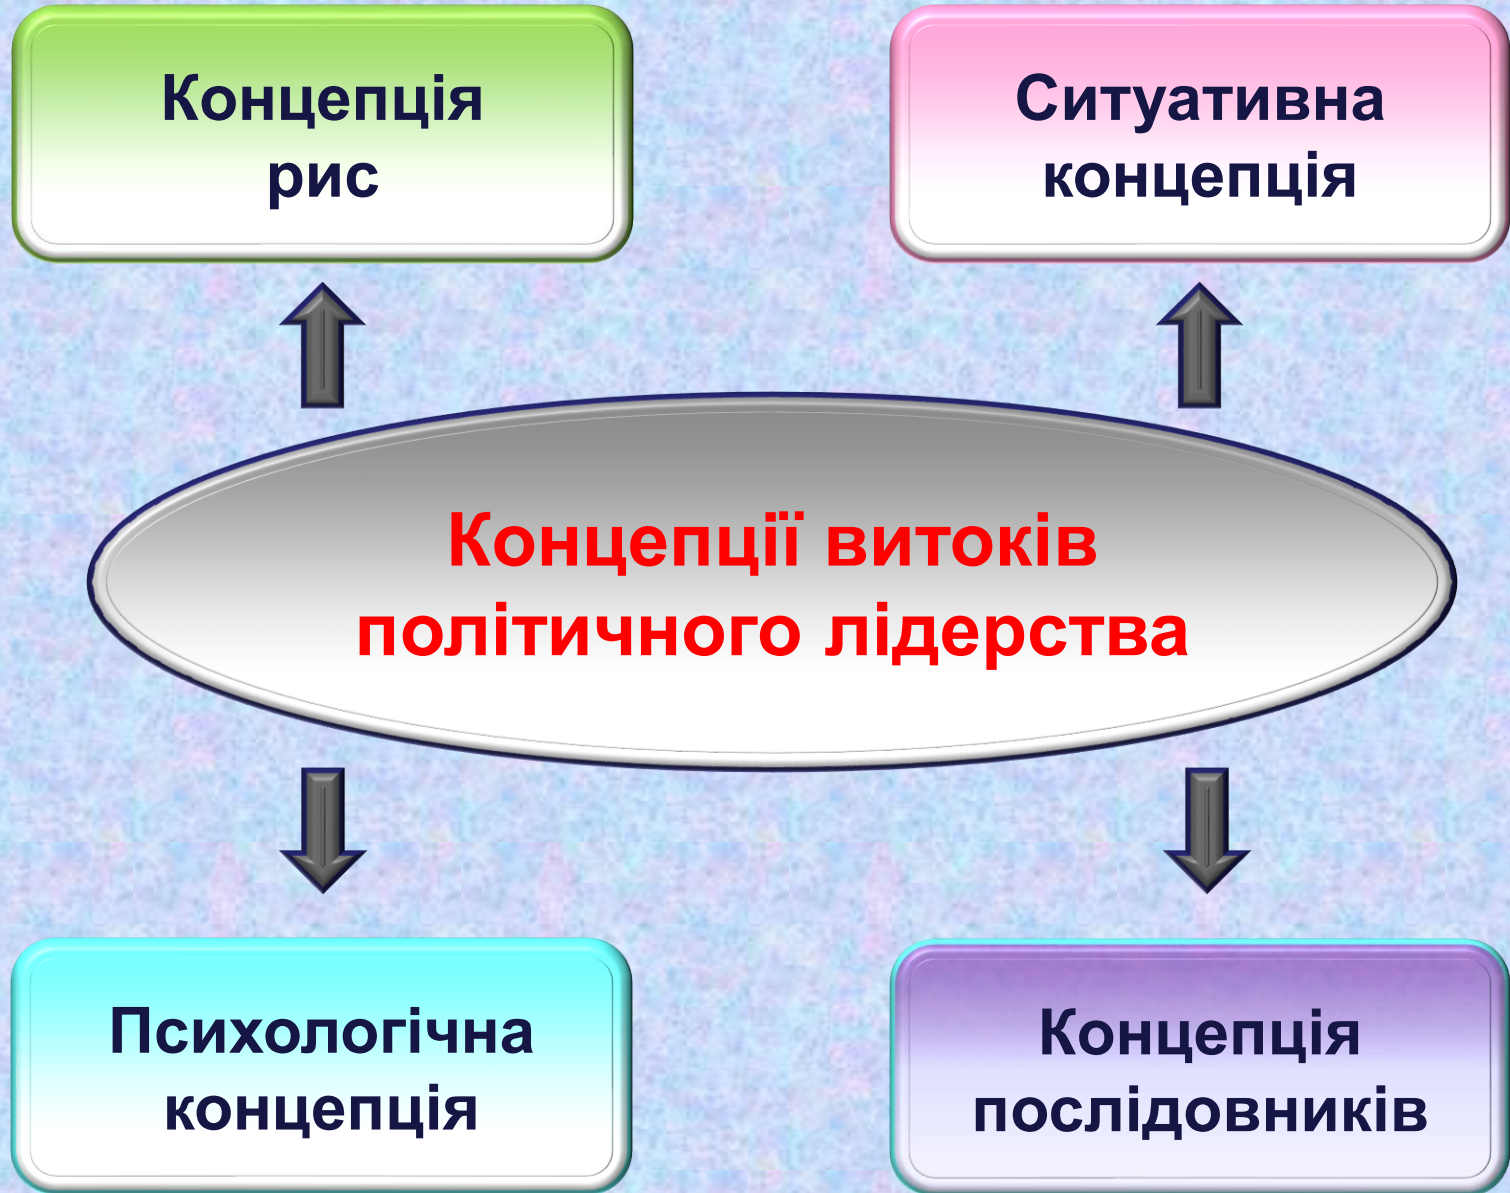 Концепція
рис
Ситуативна
концепція
Концепції витоків
політичного лідерства
Психологічна
концепція
Концепція
послідовників